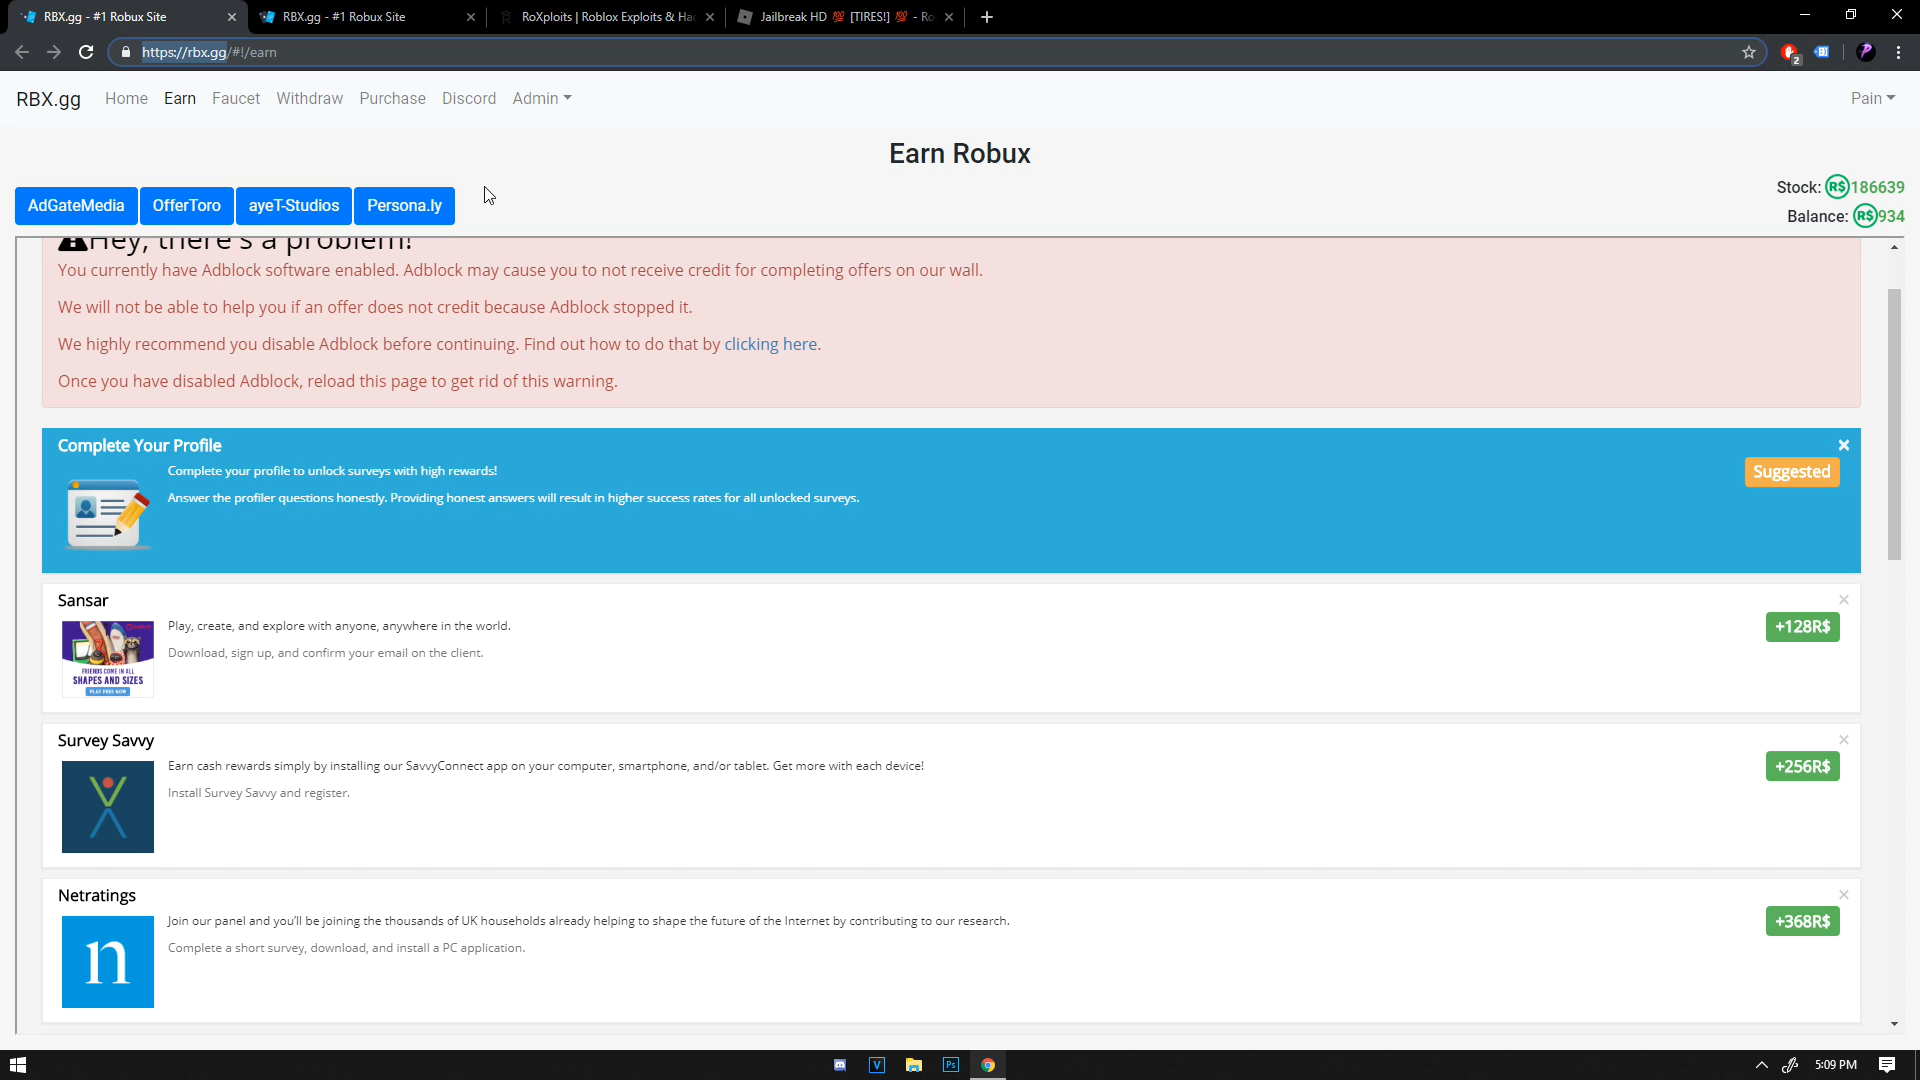 RBX.gg - #1 Robux Site
RBX.gg - #1 Robux Site
RoXploits | Roblox Exploits & Ha
Jailbreak HD 💯 [TIRES!] 💯 - Ro
https://rbx.gg/#!/earn
2
RBX.gg Home Earn Faucet Withdraw Purchase Discord Admin Pain
Earn Robux
AdGateMedia OfferToro ayeT-Studios Persona.ly
Stock: R$ 186639
Balance: R$ 934
Hey, there's a problem!
You currently have Adblock software enabled. Adblock may cause you to not receive credit for completing offers on our wall.
We will not be able to help you if an offer does not credit because Adblock stopped it.
We highly recommend you disable Adblock before continuing. Find out how to do that by clicking here.
Once you have disabled Adblock, reload this page to get rid of this warning.
Complete Your Profile
Complete your profile to unlock surveys with high rewards!
Suggested
Answer the profiler questions honestly. Providing honest answers will result in higher success rates for all unlocked surveys.
Sansar
Play, create, and explore with anyone, anywhere in the world.
+128R$
Download, sign up, and confirm your email on the client.
FRIENDS COME IN ALL
SHAPES AND SIZES
PLAY FREE NOW
Survey Savvy
Earn cash rewards simply by installing our SavvyConnect app on your computer, smartphone, and/or tablet. Get more with each device!
+256R$
Install Survey Savvy and register.
Netratings
Join our panel and you'll be joining the thousands of UK households already helping to shape the future of the Internet by contributing to our research.
+368R$
Complete a short survey, download, and install a PC application.
n
V
Ps
5:09 PM